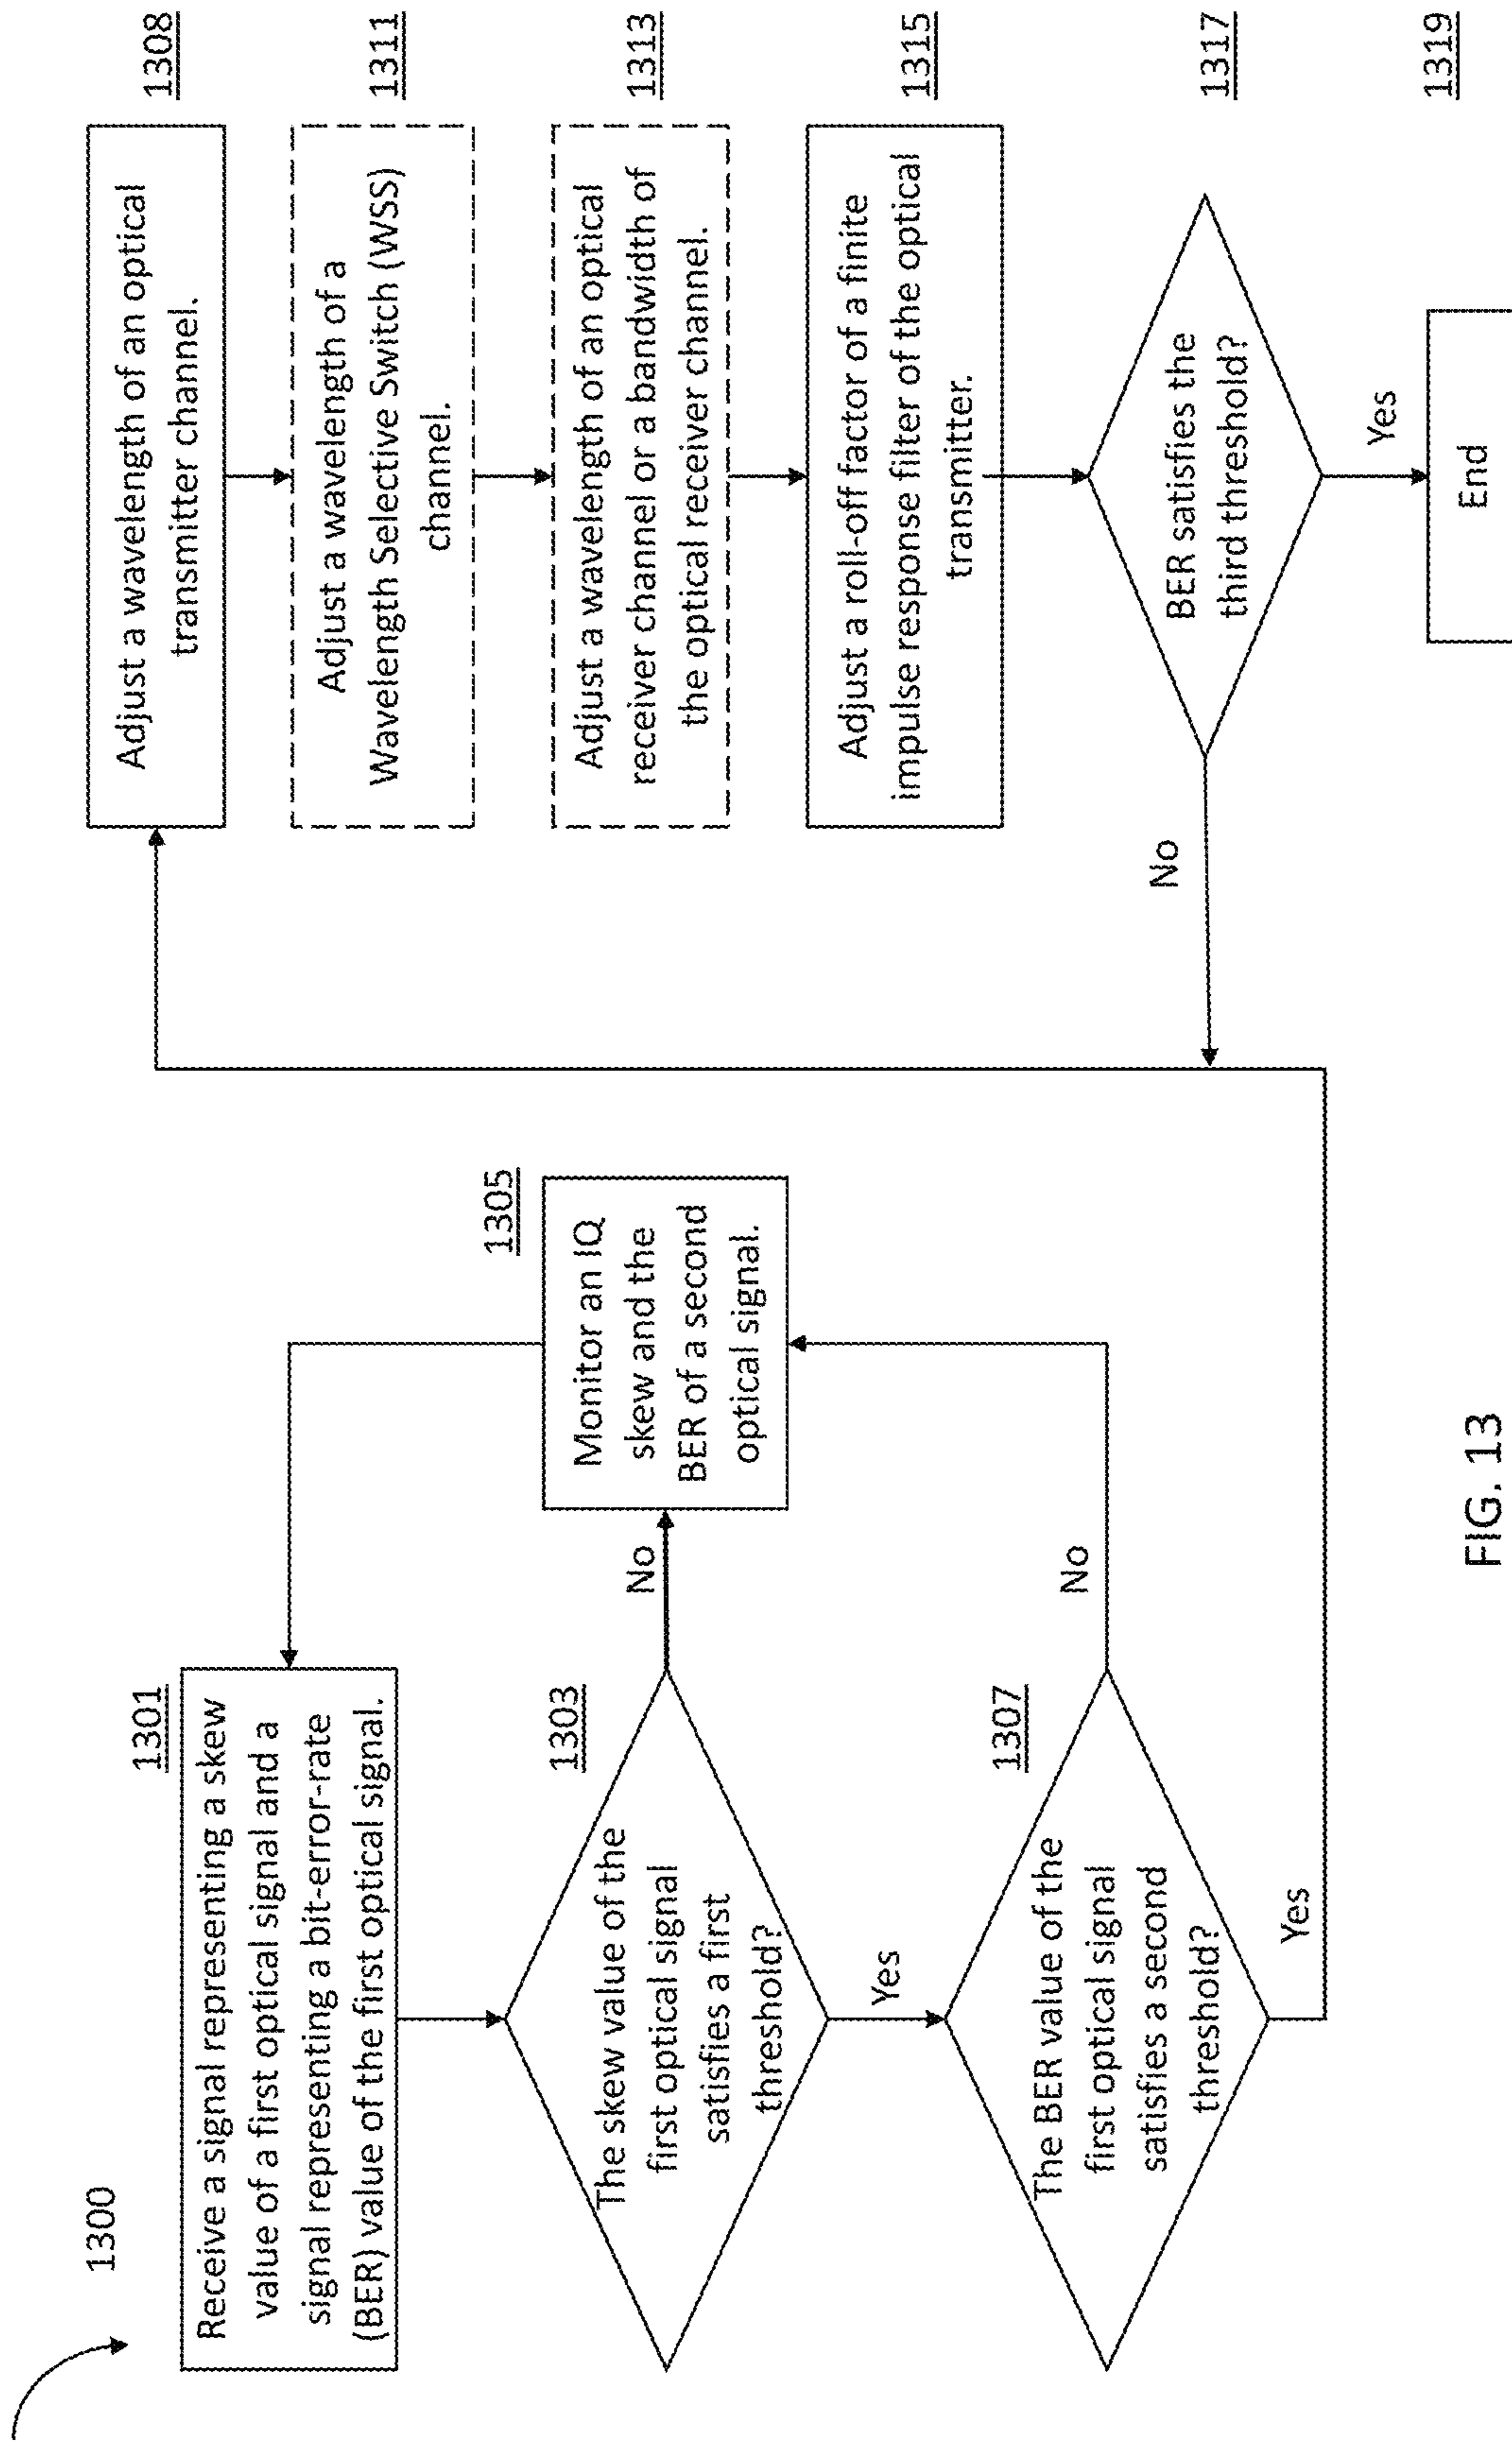 1300
1301
Receive a signal representing a skew
value of a first optical signal and a
signal representing a bit-error-rate
(BER) value of the first optical signal.
1303
The skew value of the
first optical signal
satisfies a first
threshold?
No
Yes
1305
Monitor an IQ
skew and the
BER of a second
optical signal.
1307
The BER value of the
first optical signal
satisfies a second
threshold?
No
Yes
1308
Adjust a wavelength of an optical
transmitter channel.
1311
Adjust a wavelength of a
Wavelength Selective Switch (WSS)
channel.
1313
Adjust a wavelength of an optical
receiver channel or a bandwidth of
the optical receiver channel.
1315
Adjust a roll-off factor of a finite
impulse response filter of the optical
transmitter.
1317
BER satisfies the
third threshold?
No
Yes
1319
End
FIG. 13